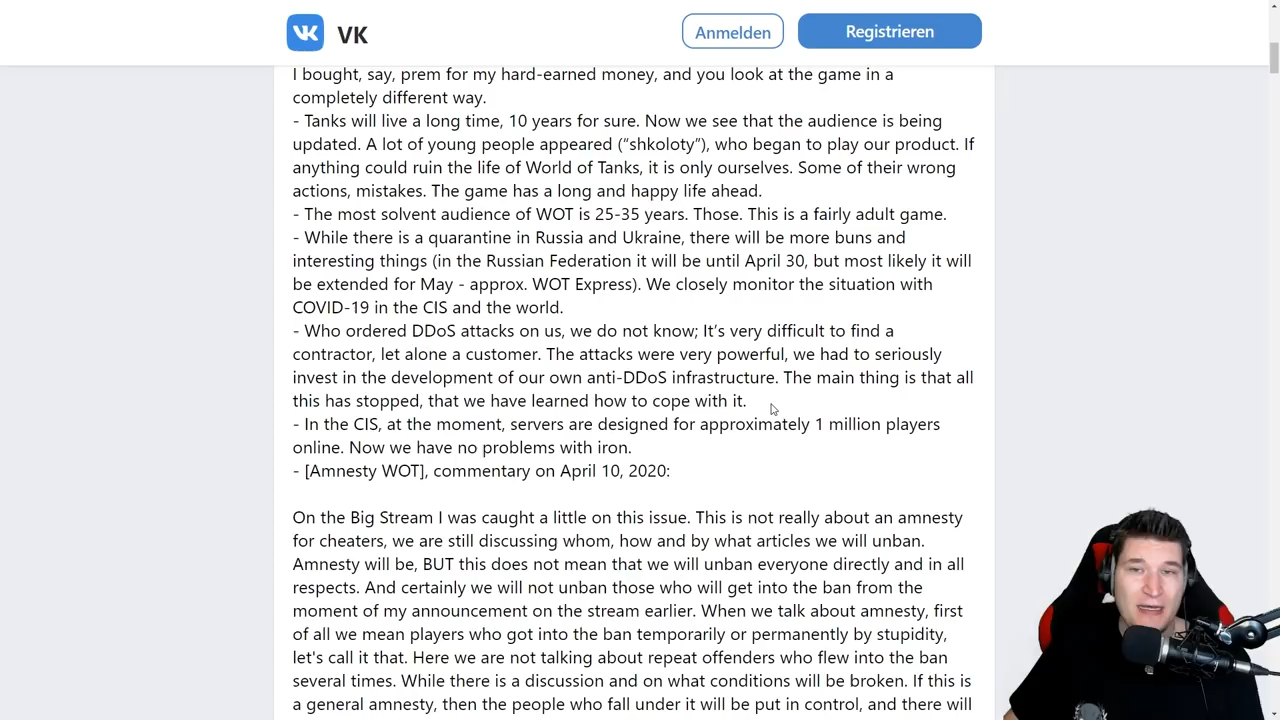 VK
Anmelden
Registrieren
I bought, say, prem for my hard-earned money, and you look at the game in a
completely different way.
- Tanks will live a long time, 10 years for sure. Now we see that the audience is being
updated. A lot of young people appeared (“shkoloty”), who began to play our product. If
anything could ruin the life of World of Tanks, it is only ourselves. Some of their wrong
actions, mistakes. The game has a long and happy life ahead.
- The most solvent audience of WOT is 25-35 years. Those. This is a fairly adult game.
- While there is a quarantine in Russia and Ukraine, there will be more buns and
interesting things (in the Russian Federation it will be until April 30, but most likely it will
be extended for May - approx. WOT Express). We closely monitor the situation with
COVID-19 in the CIS and the world.
- Who ordered DDoS attacks on us, we do not know; It’s very difficult to find a
contractor, let alone a customer. The attacks were very powerful, we had to seriously
invest in the development of our own anti-DDoS infrastructure. The main thing is that all
this has stopped, that we have learned how to cope with it.
- In the CIS, at the moment, servers are designed for approximately 1 million players
online. Now we have no problems with iron.
- [Amnesty WOT], commentary on April 10, 2020:
On the Big Stream I was caught a little on this issue. This is not really about an amnesty
for cheaters, we are still discussing whom, how and by what articles we will unban.
Amnesty will be, BUT this does not mean that we will unban everyone directly and in all
respects. And certainly we will not unban those who will get into the ban from the
moment of my announcement on the stream earlier. When we talk about amnesty, first
of all we mean players who got into the ban temporarily or permanently by stupidity,
let's call it that. Here we are not talking about repeat offenders who flew into the ban
several times. While there is a discussion and on what conditions will be broken. If this is
a general amnesty, then the people who fall under it will be put in control, and there will